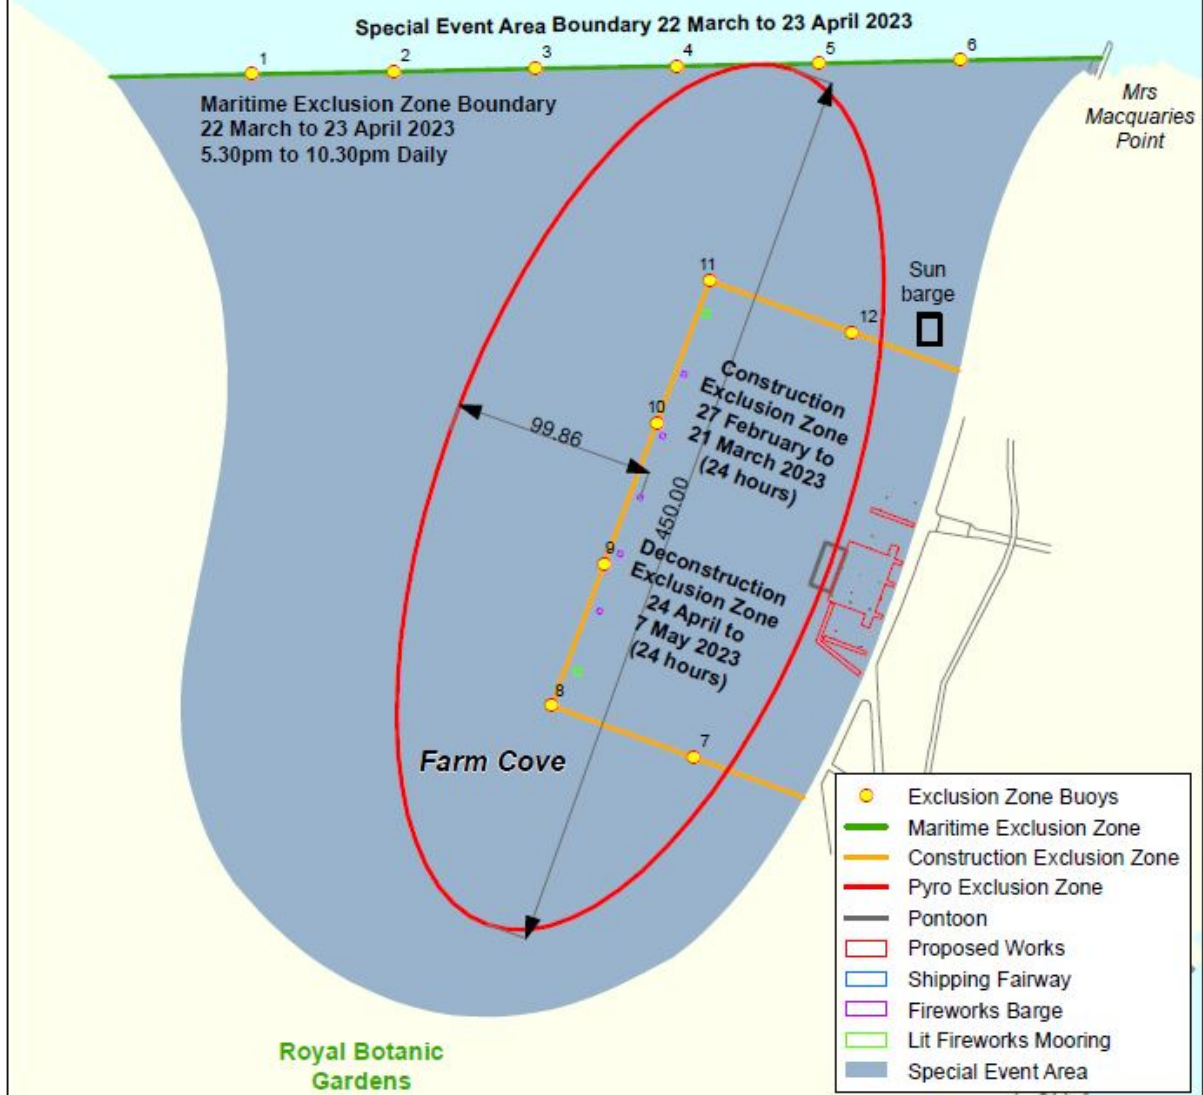 Special Event Area Boundary 22 March to 23 April 2023
1
2
3
4
5
6
Maritime Exclusion Zone Boundary
22 March to 23 April 2023
5.30pm to 10.30pm Daily
Mrs
Macquaries
Point
11
12
Sun
barge
Construction
Exclusion Zone
27 February to
21 March 2023
(24 hours)
10
99.86
450.00
9
Deconstruction
Exclusion Zone
24 April to
7 May 2023
(24 hours)
8
7
Farm Cove
Royal Botanic
Gardens
Exclusion Zone Buoys
Maritime Exclusion Zone
Construction Exclusion Zone
Pyro Exclusion Zone
Pontoon
Proposed Works
Shipping Fairway
Fireworks Barge
Lit Fireworks Mooring
Special Event Area